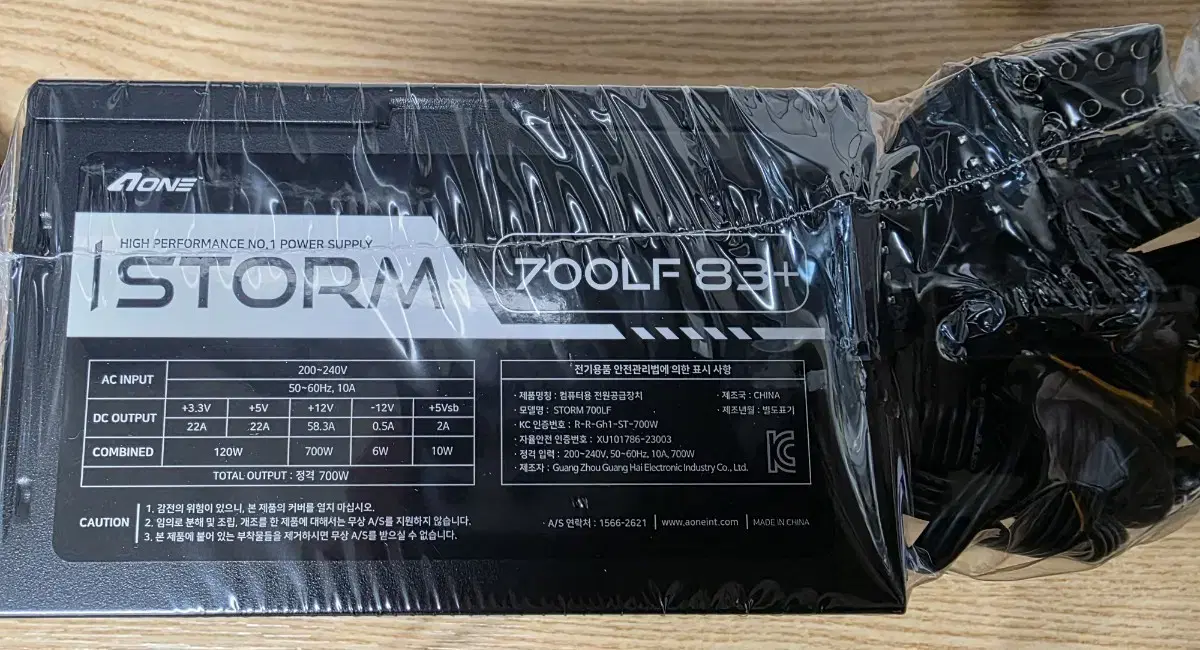 AONE
HIGH PERFORMANCE NO.1 POWER SUPPLY
STORM 700LF 83+
AC INPUT 200~240V
50~60Hz, 10A
DC OUTPUT +3.3V +5V +12V -12V +5Vsb
22A 22A 58.3A 0.5A 2A
COMBINED 120W 700W 6W 10W
TOTAL OUTPUT : 정격 700W
전기용품 안전관리법에 의한 표시 사항
· 제품명칭 : 컴퓨터용 전원공급장치 · 제조국 : CHINA
· 모델명 : STORM 700LF · 제조년월 : 별도표기
· KC 인증번호 : R-R-Gh1-ST-700W
· 자율안전 인증번호 : XU101786-23003
· 정격 입력 : 200~240V, 50~60Hz, 10A, 700W
· 제조자 : Guang Zhou Guang Hai Electronic Industry Co., Ltd.
KC
CAUTION
1. 감전의 위험이 있으니, 본 제품의 커버를 열지 마십시오.
2. 임의로 분해 및 조립, 개조를 한 제품에 대해서는 무상 A/S를 지원하지 않습니다.
3. 본 제품에 붙어 있는 부착물들을 제거하시면 무상 A/S를 받으실 수 없습니다.
· A/S 연락처 : 1566-2621 | www.aoneint.com | MADE IN CHINA